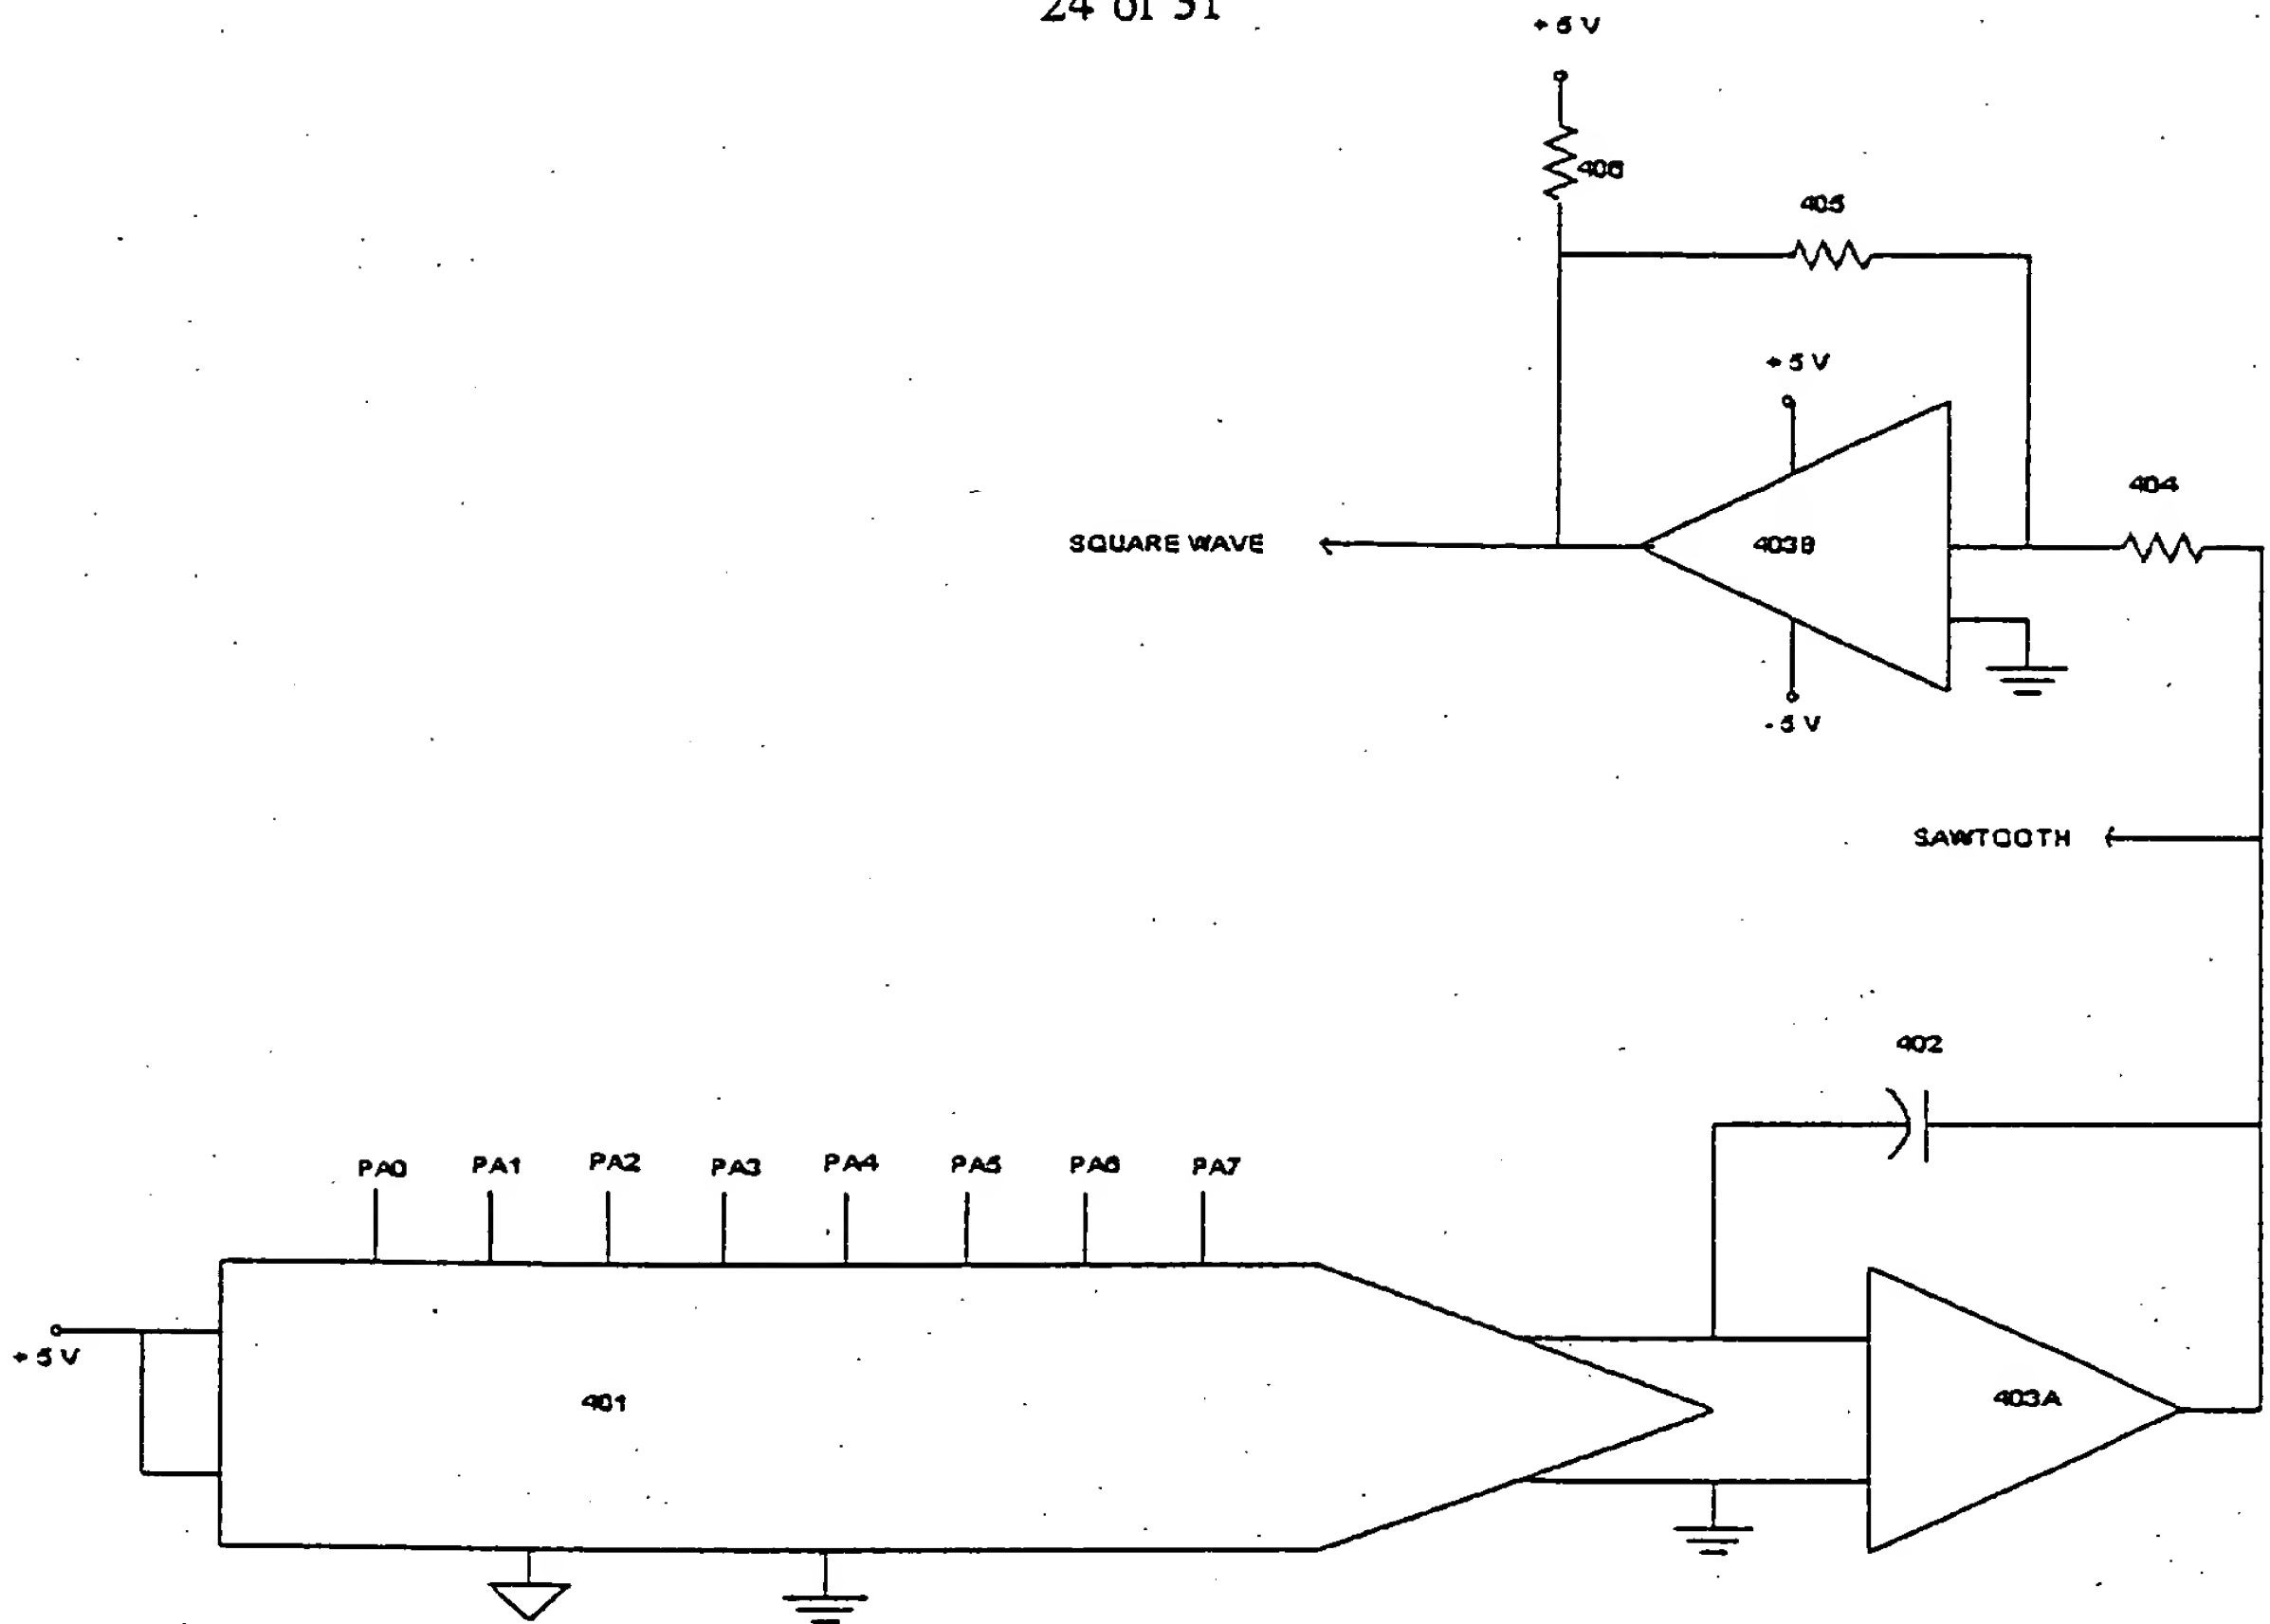 24 of 31
+ 5 V
406
405
+ 5 V
404
SQUARE WAVE
403B
- 5 V
SAWTOOTH
402
PA0 PA1 PA2 PA3 PA4 PA5 PA6 PA7
+ 5 V
401
403A